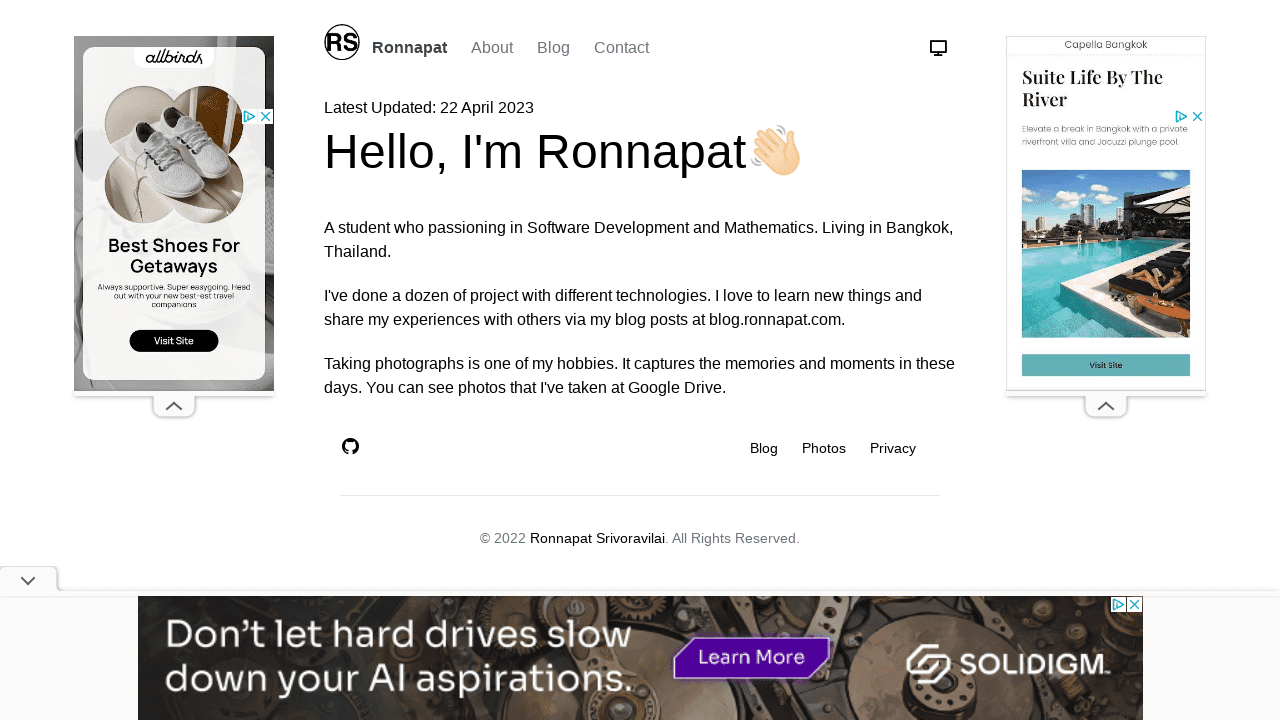 RS Ronnapat About Blog Contact
Latest Updated: 22 April 2023
Hello, I'm Ronnapat👋🏻
A student who passioning in Software Development and Mathematics. Living in Bangkok,
Thailand.
I've done a dozen of project with different technologies. I love to learn new things and
share my experiences with others via my blog posts at blog.ronnapat.com.
Taking photographs is one of my hobbies. It captures the memories and moments in these
days. You can see photos that I've taken at Google Drive.
Blog Photos Privacy
© 2022 Ronnapat Srivoravilai. All Rights Reserved.
allbirds
Best Shoes For
Getaways
Always supportive. Super easygoing. Head
out with your new best-est travel
companions
Visit Site
Capella Bangkok
Suite Life By The
River
Elevate a break in Bangkok with a private
riverfront villa and Jacuzzi plunge pool.
Visit Site
Don't let hard drives slow
down your AI aspirations.
Learn More
SOLIDIGM